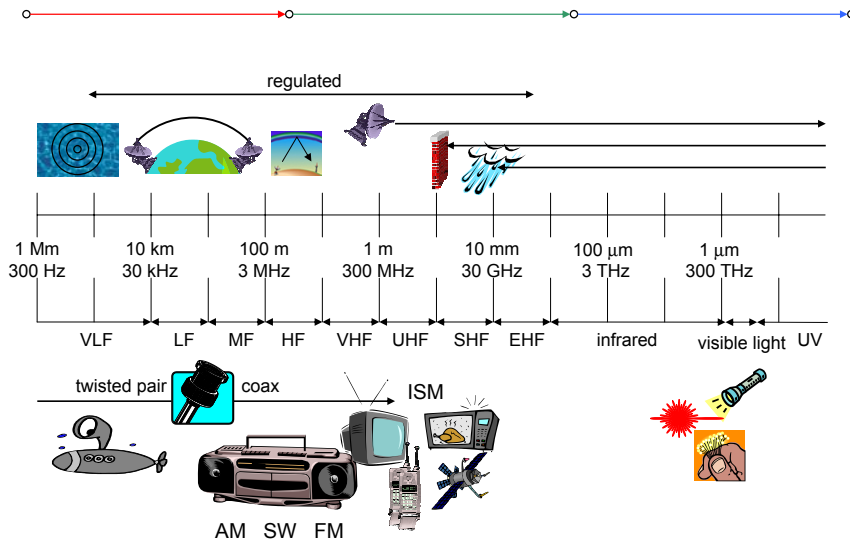 regulated
1 Mm 10 km 100 m 1 m 10 mm 100 μm 1 μm
300 Hz 30 kHz 3 MHz 300 MHz 30 GHz 3 THz 300 THz
VLF LF MF HF VHF UHF SHF EHF infrared visible light UV
twisted pair coax ISM
AM SW FM